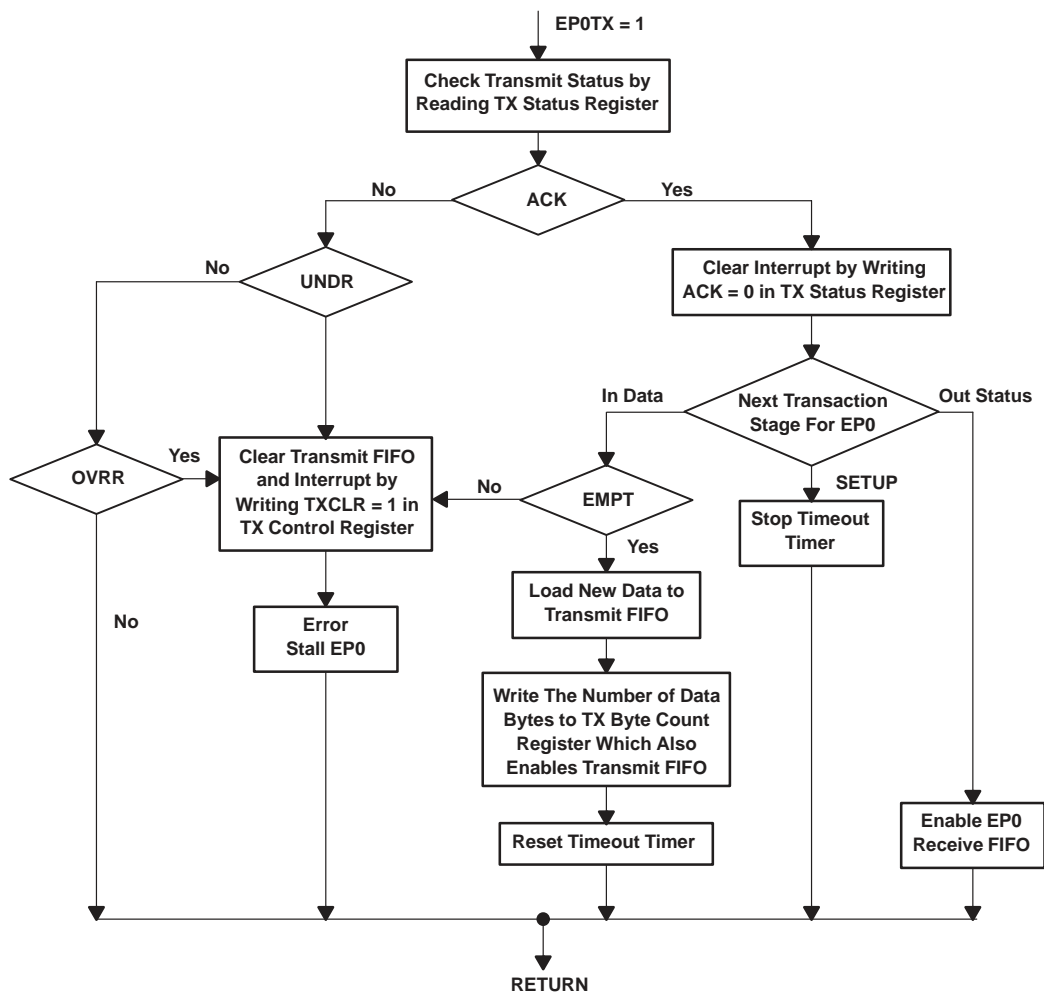 EP0TX = 1
Check Transmit Status by
Reading TX Status Register
No
ACK
Yes
No
UNDR
Clear Interrupt by Writing
ACK = 0 in TX Status Register
In Data
Next Transaction
Stage For EP0
Out Status
OVRR
Yes
Clear Transmit FIFO
and Interrupt by
Writing TXCLR = 1 in
TX Control Register
No
EMPT
SETUP
Stop Timeout
Timer
Yes
Load New Data to
Transmit FIFO
No
Error
Stall EP0
Write The Number of Data
Bytes to TX Byte Count
Register Which Also
Enables Transmit FIFO
Reset Timeout Timer
Enable EP0
Receive FIFO
RETURN